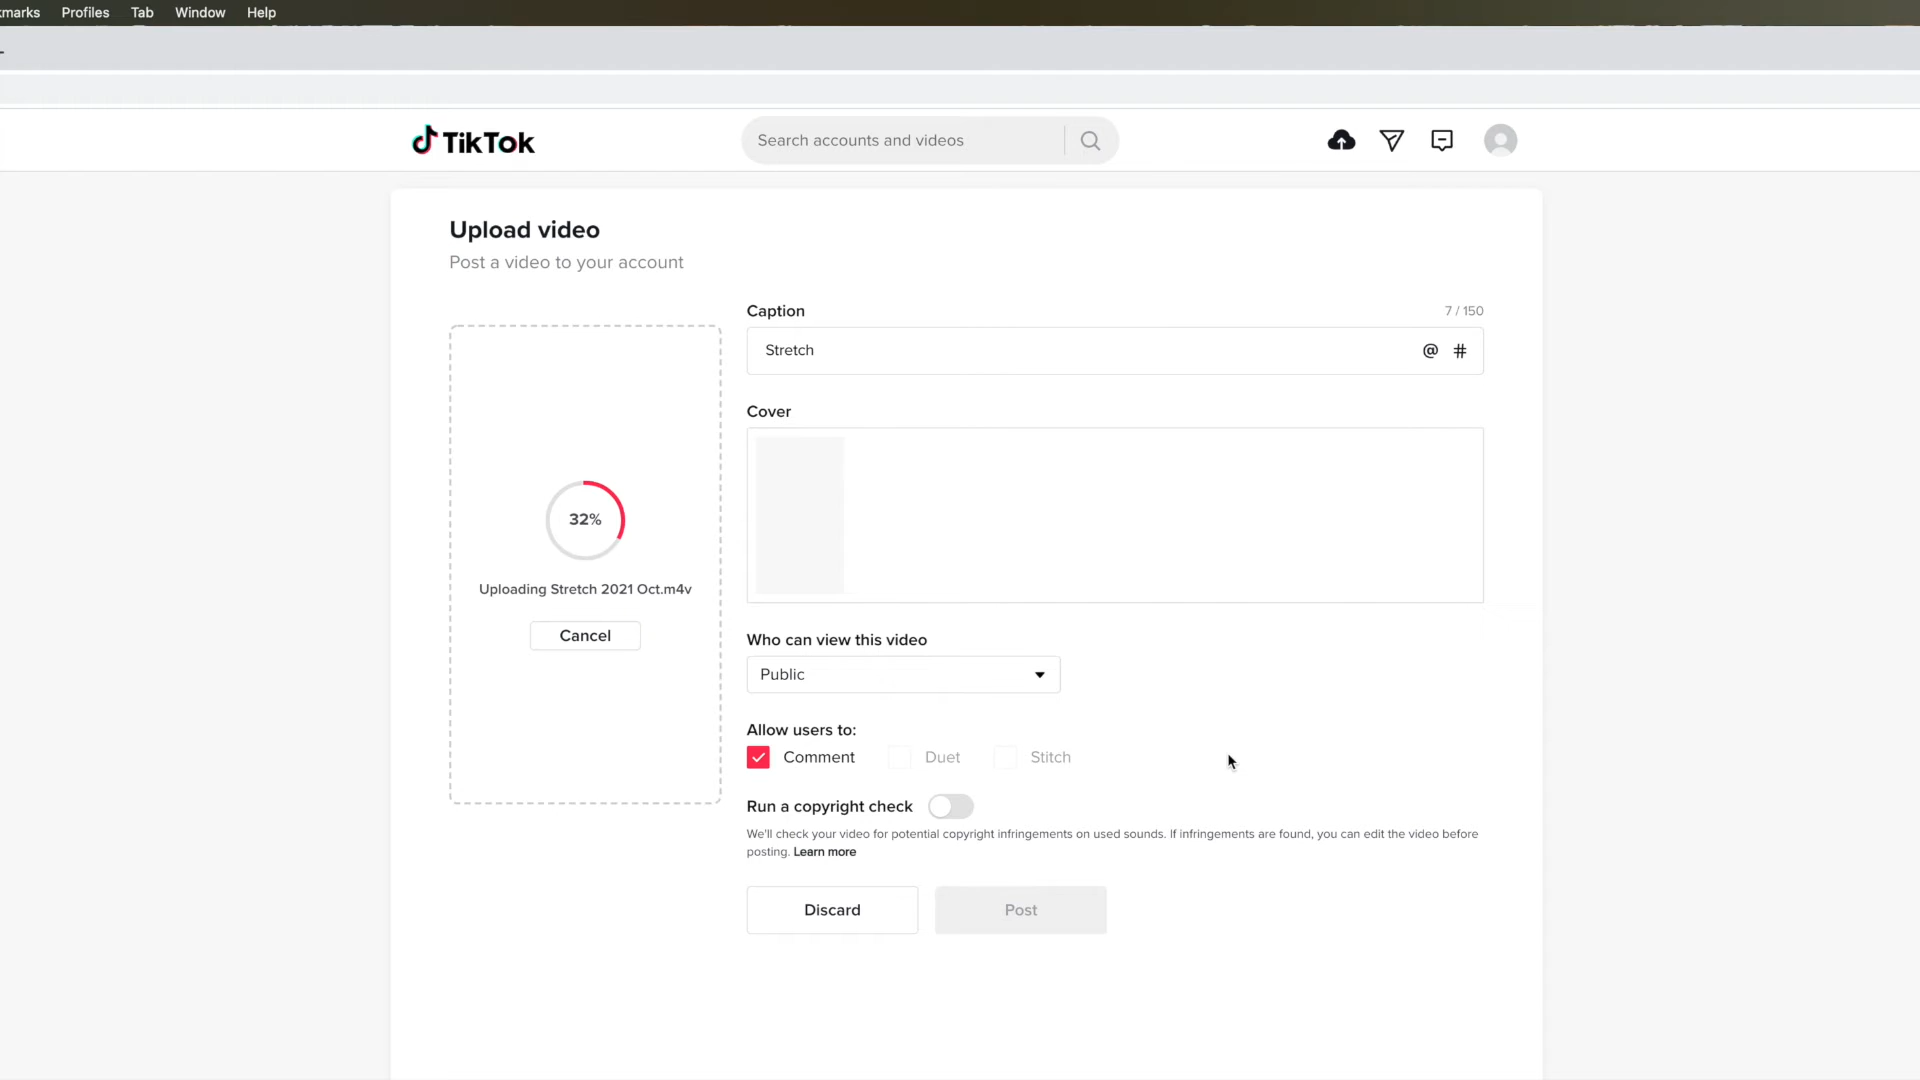 kmarks Profiles Tab Window Help
TikTok
Search accounts and videos
Upload video
Post a video to your account
Caption
7 / 150
Stretch
@ #
Cover
32%
Uploading Stretch 2021 Oct.m4v
Cancel
Who can view this video
Public
Allow users to:
Comment Duet Stitch
Run a copyright check
We'll check your video for potential copyright infringements on used sounds. If infringements are found, you can edit the video before
posting. Learn more
Discard Post